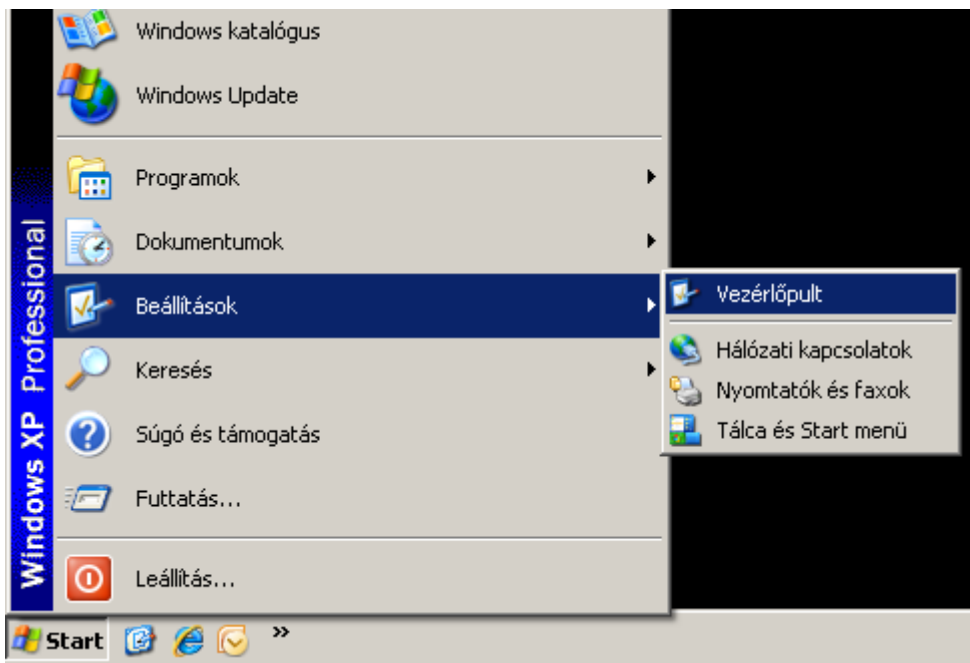 Windows katalógus
Windows Update
Programok
Dokumentumok
Beállítások
Keresés
Súgó és támogatás
Futtatás...
Leállítás...
Windows XP Professional
Vezérlőpult
Hálózati kapcsolatok
Nyomtatók és faxok
Tálca és Start menü
Start